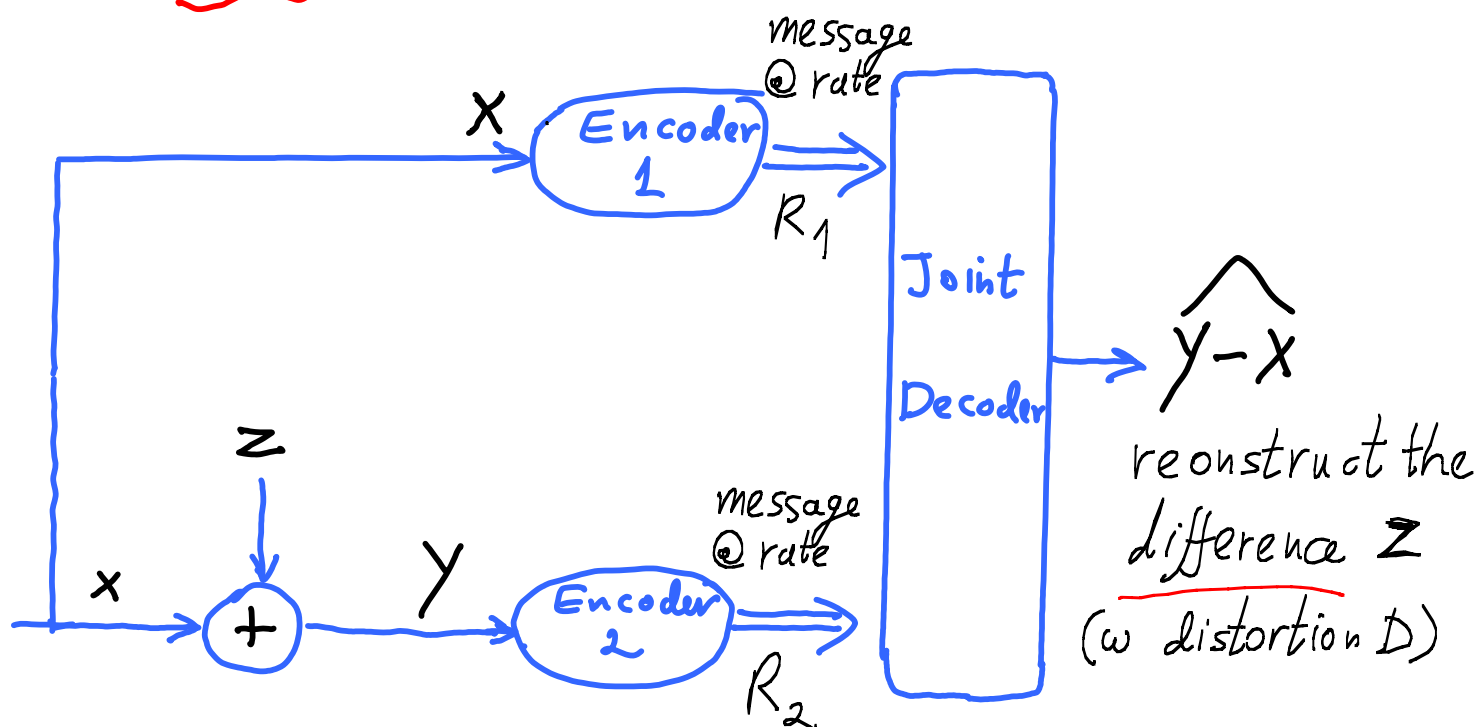 message
@ rate
x
Encoder
1
R1
Joint
Decoder
y-x
reonstruct the
difference z
(w distortion D)
z
message
@ rate
x
+
y
Encoder
2
R2